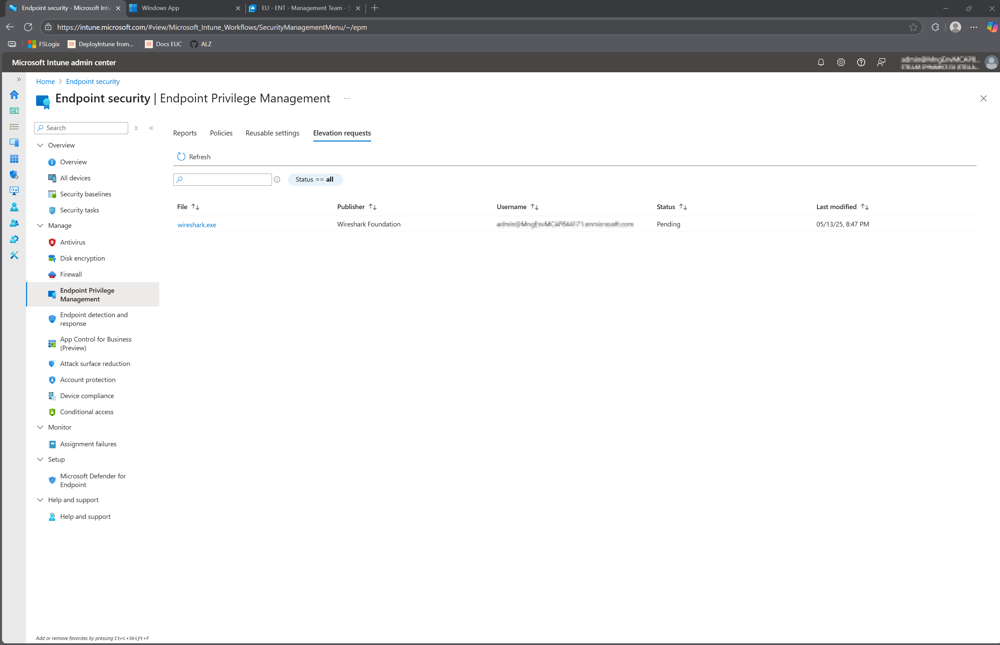 Endpoint security - Microsoft Intu
Windows App
EU - ENT - Management Team - S
https://intune.microsoft.com/#view/Microsoft_Intune_Workflows/SecurityManagementMenu/~/epm
FSLogix
DeployIntune from...
Docs EUC
ALZ
Microsoft Intune admin center
Home > Endpoint security
Endpoint security | Endpoint Privilege Management ...
Search
Overview
Overview
All devices
Security baselines
Security tasks
Manage
Antivirus
Disk encryption
Firewall
Endpoint Privilege
Management
Endpoint detection and
response
App Control for Business
(Preview)
Attack surface reduction
Account protection
Device compliance
Conditional access
Monitor
Assignment failures
Setup
Microsoft Defender for
Endpoint
Help and support
Help and support
Add or remove favorites by pressing Ctrl+Shift+F
Reports Policies Reusable settings Elevation requests
Refresh
Status == all
File Publisher Username Status Last modified
wireshark.exe Wireshark Foundation Pending 05/13/25, 8:47 PM